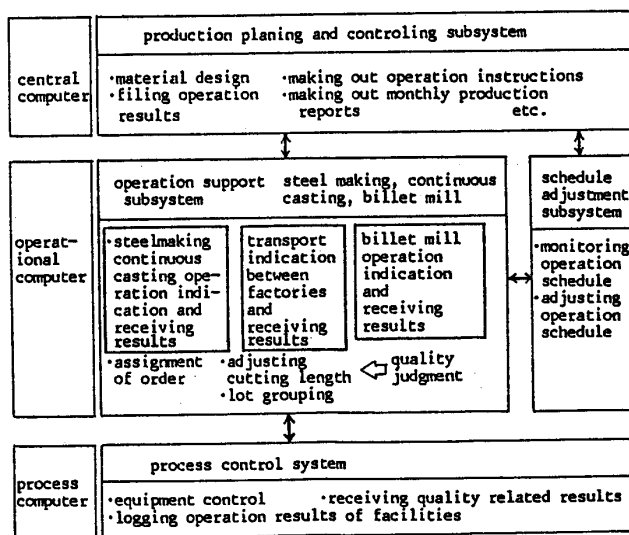 production planing and controling subsystem
central
computer
·material design
·filing operation
results
·making out operation instructions
·making out monthly production
reports etc.
operat-
ional
computer
operation support
subsystem
steel making, continuous
casting, billet mill
·steelmaking
continuous
casting ope-
ration indi-
cation and
receiving
results
transport
indication
between
factories
and
receiving
results
billet mill
operation
indication
and
receiving
results
·assignment
of order
·adjusting
cutting length
·lot grouping
quality
judgment
schedule
adjustment
subsystem
·monitoring
operation
schedule
·adjusting
operation
schedule
process
computer
process control system
·equipment control
·receiving quality related results
·logging operation results of facilities